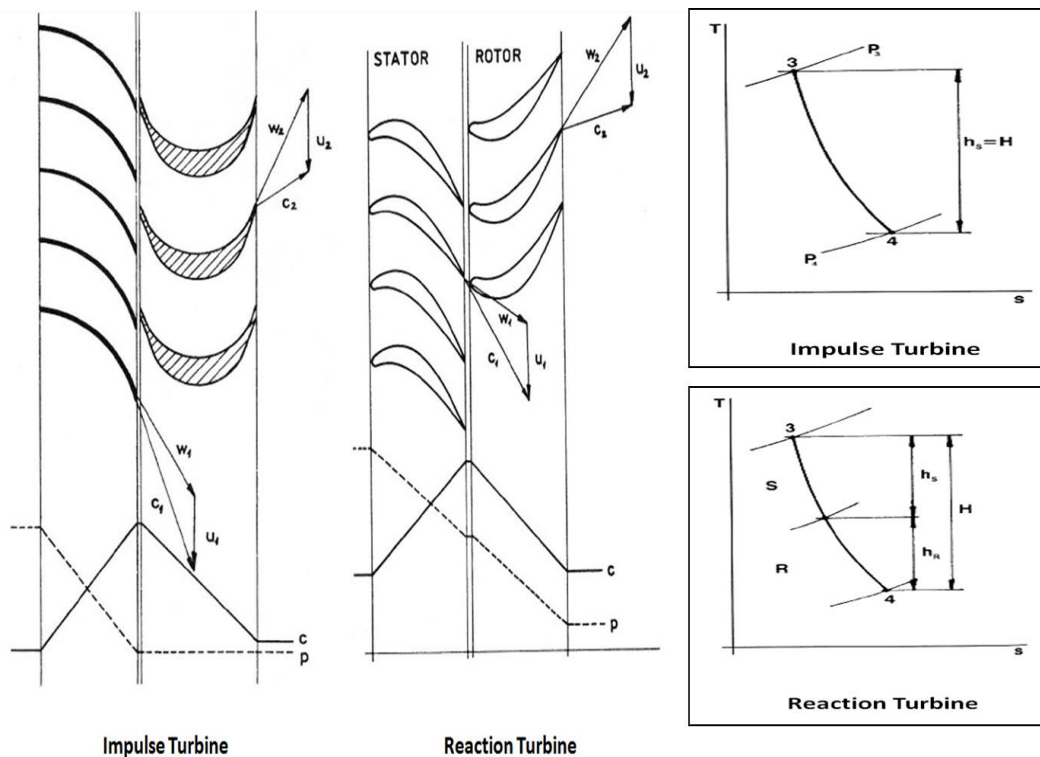 W₂
U₂
C₂
W₁
C₁
U₁
C
P
Impulse Turbine
STATOR
ROTOR
W₂
U₂
C₂
W₁
C₁
U₁
C
P
Reaction Turbine
T
3
P₃
hₛ=H
4
P₄
S
Impulse Turbine
T
3
S
hₛ
H
R
hR
4
s
Reaction Turbine